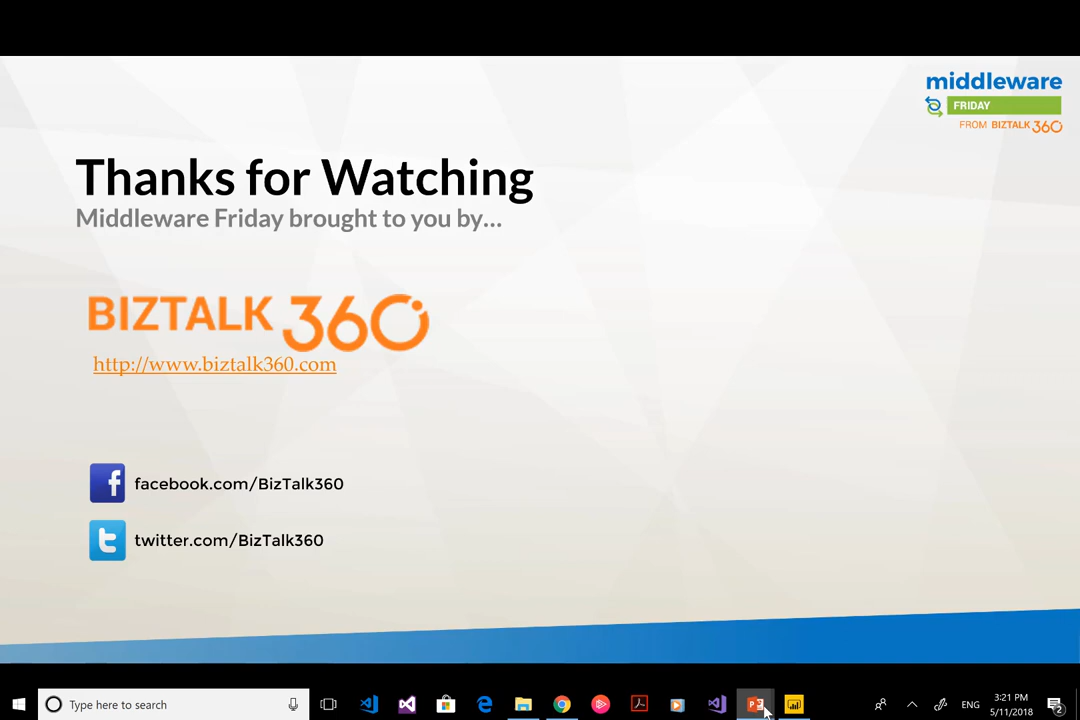 middleware
FRIDAY
FROM BIZTALK 360
Thanks for Watching
Middleware Friday brought to you by...
BIZTALK 360
http://www.biztalk360.com
facebook.com/BizTalk360
twitter.com/BizTalk360
Type here to search
ENG
3:21 PM
5/11/2018
2